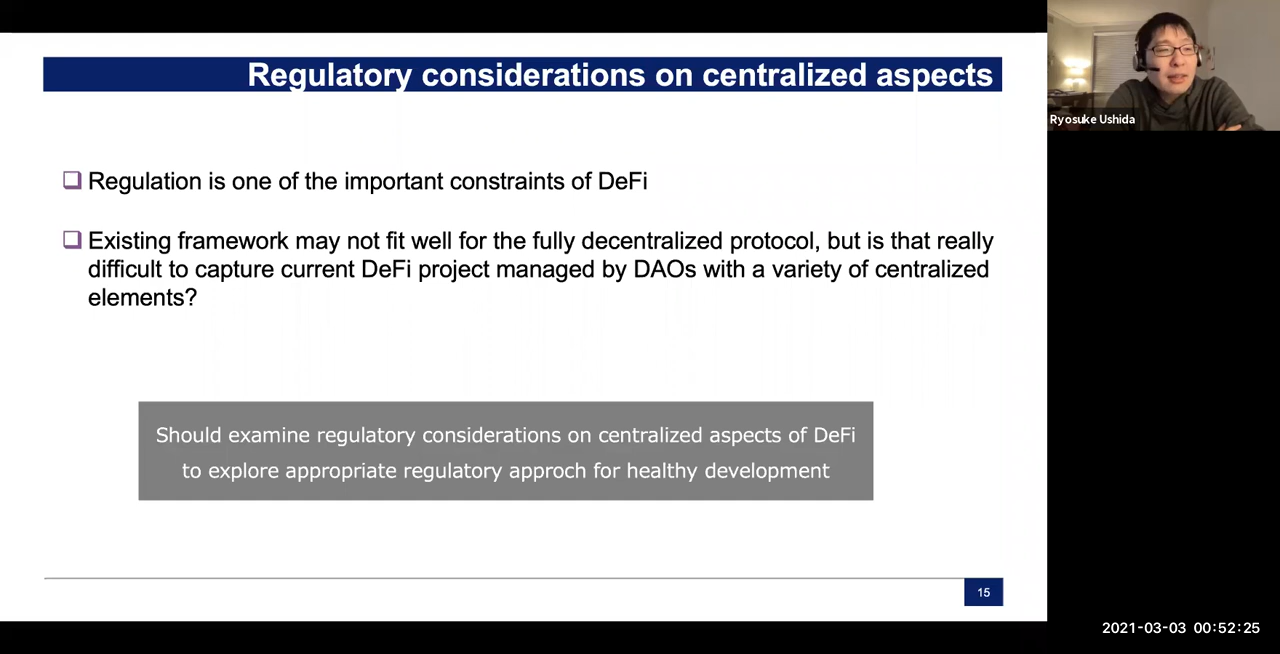 Regulatory considerations on centralized aspects
Ryosuke Ushida
Regulation is one of the important constraints of DeFi
Existing framework may not fit well for the fully decentralized protocol, but is that really
difficult to capture current DeFi project managed by DAOs with a variety of centralized
elements?
Should examine regulatory considerations on centralized aspects of DeFi
to explore appropriate regulatory approch for healthy development
15
2021-03-03 00:52:25